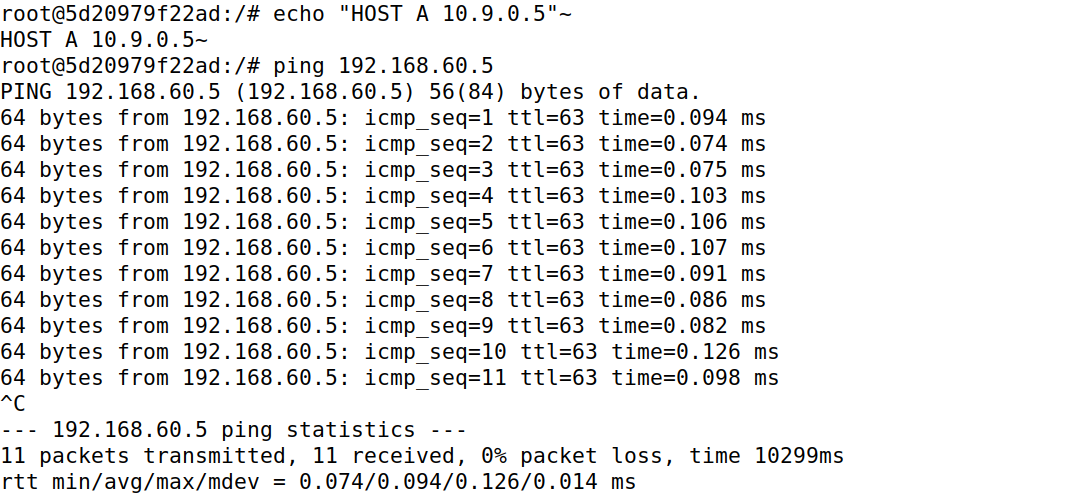 root@5d20979f22ad:/# echo "HOST A 10.9.0.5"~
HOST A 10.9.0.5~
root@5d20979f22ad:/# ping 192.168.60.5
PING 192.168.60.5 (192.168.60.5) 56(84) bytes of data.
64 bytes from 192.168.60.5: icmp_seq=1 ttl=63 time=0.094 ms
64 bytes from 192.168.60.5: icmp_seq=2 ttl=63 time=0.074 ms
64 bytes from 192.168.60.5: icmp_seq=3 ttl=63 time=0.075 ms
64 bytes from 192.168.60.5: icmp_seq=4 ttl=63 time=0.103 ms
64 bytes from 192.168.60.5: icmp_seq=5 ttl=63 time=0.106 ms
64 bytes from 192.168.60.5: icmp_seq=6 ttl=63 time=0.107 ms
64 bytes from 192.168.60.5: icmp_seq=7 ttl=63 time=0.091 ms
64 bytes from 192.168.60.5: icmp_seq=8 ttl=63 time=0.086 ms
64 bytes from 192.168.60.5: icmp_seq=9 ttl=63 time=0.082 ms
64 bytes from 192.168.60.5: icmp_seq=10 ttl=63 time=0.126 ms
64 bytes from 192.168.60.5: icmp_seq=11 ttl=63 time=0.098 ms
^C
--- 192.168.60.5 ping statistics ---
11 packets transmitted, 11 received, 0% packet loss, time 10299ms
rtt min/avg/max/mdev = 0.074/0.094/0.126/0.014 ms